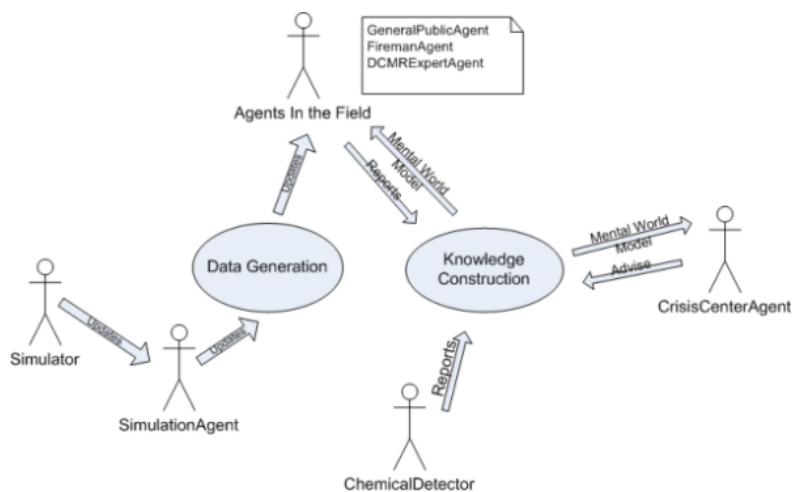 GeneralPublicAgent
FiremanAgent
DCMRExpertAgent
Agents In the Field
Updates
Reports
Mental World
Model
Data Generation
Knowledge
Construction
Mental World
Model
Advise
CrisisCenterAgent
Simulator
Updates
Updates
SimulationAgent
Reports
ChemicalDetector